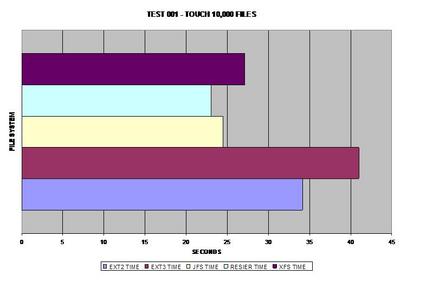 TEST 001 - TOUCH 10,000 FILES
FILE SYSTEM
0 5 10 15 20 25 30 35 40 45
SECONDS
EXT2 TIME EXT3 TIME JFS TIME RESIER TIME XFS TIME